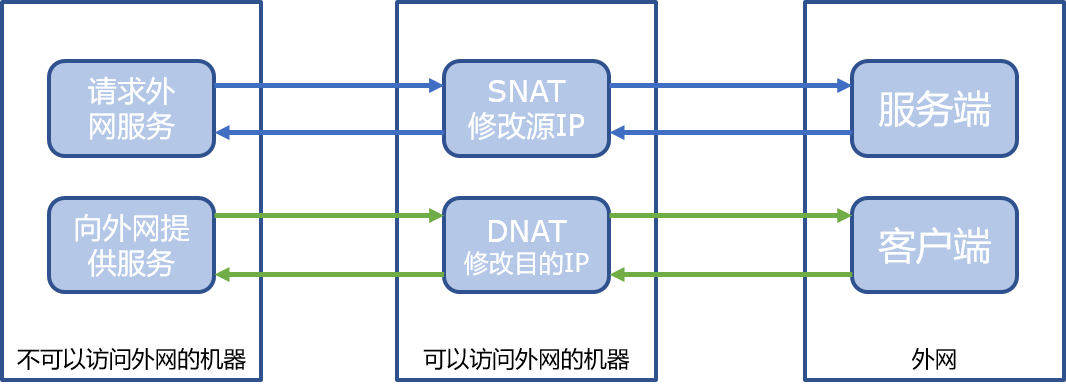 请求外
网服务
SNAT
修改源IP
服务端
向外网提
供服务
DNAT
修改目的IP
客户端
不可以访问外网的机器
可以访问外网的机器
外网